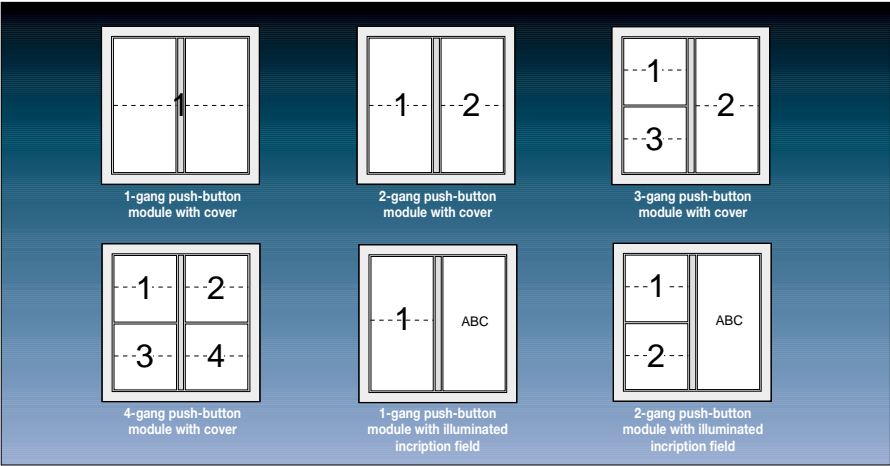 1
1 2
1
2
3
1-gang push-button
module with cover
2-gang push-button
module with cover
3-gang push-button
module with cover
1 2
3 4
1 ABC
1
ABC
2
4-gang push-button
module with cover
1-gang push-button
module with illuminated
incription field
2-gang push-button
module with illuminated
incription field